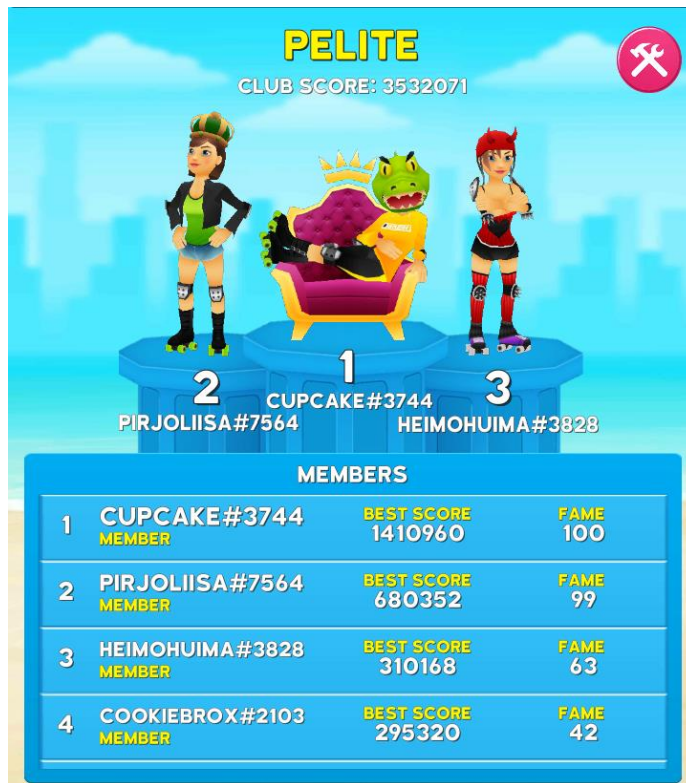 PELITE
CLUB SCORE: 3532071
2
PIRJOLIISA#7564
1
CUPCAKE#3744
3
HEIMOHUIMA#3828
MEMBERS
1 CUPCAKE#3744 BEST SCORE FAME
MEMBER 1410960 100
2 PIRJOLIISA#7564 BEST SCORE FAME
MEMBER 680352 99
3 HEIMOHUIMA#3828 BEST SCORE FAME
MEMBER 310168 63
4 COOKIEBROX#2103 BEST SCORE FAME
MEMBER 295320 42